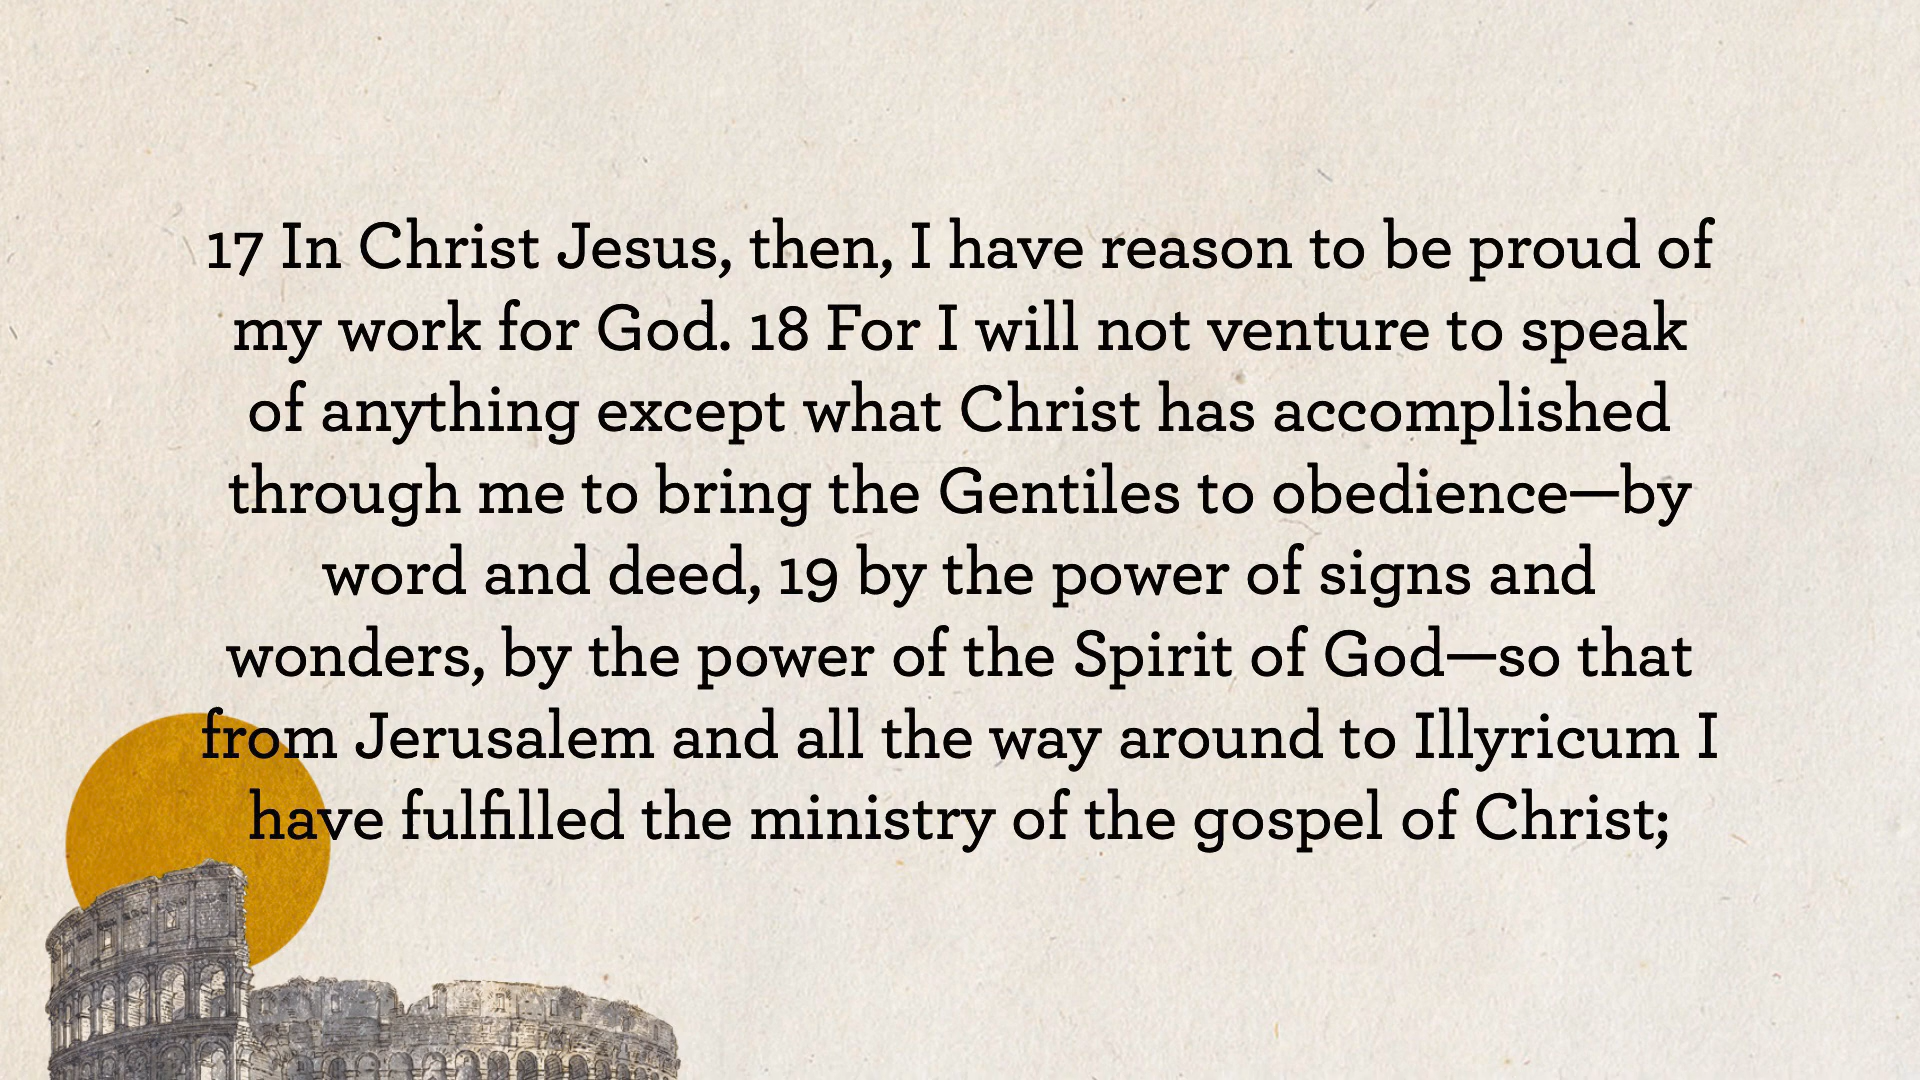 17 In Christ Jesus, then, I have reason to be proud of
my work for God. 18 For I will not venture to speak
of anything except what Christ has accomplished
through me to bring the Gentiles to obedience—by
word and deed, 19 by the power of signs and
wonders, by the power of the Spirit of God—so that
from Jerusalem and all the way around to Illyricum I
have fulfilled the ministry of the gospel of Christ;